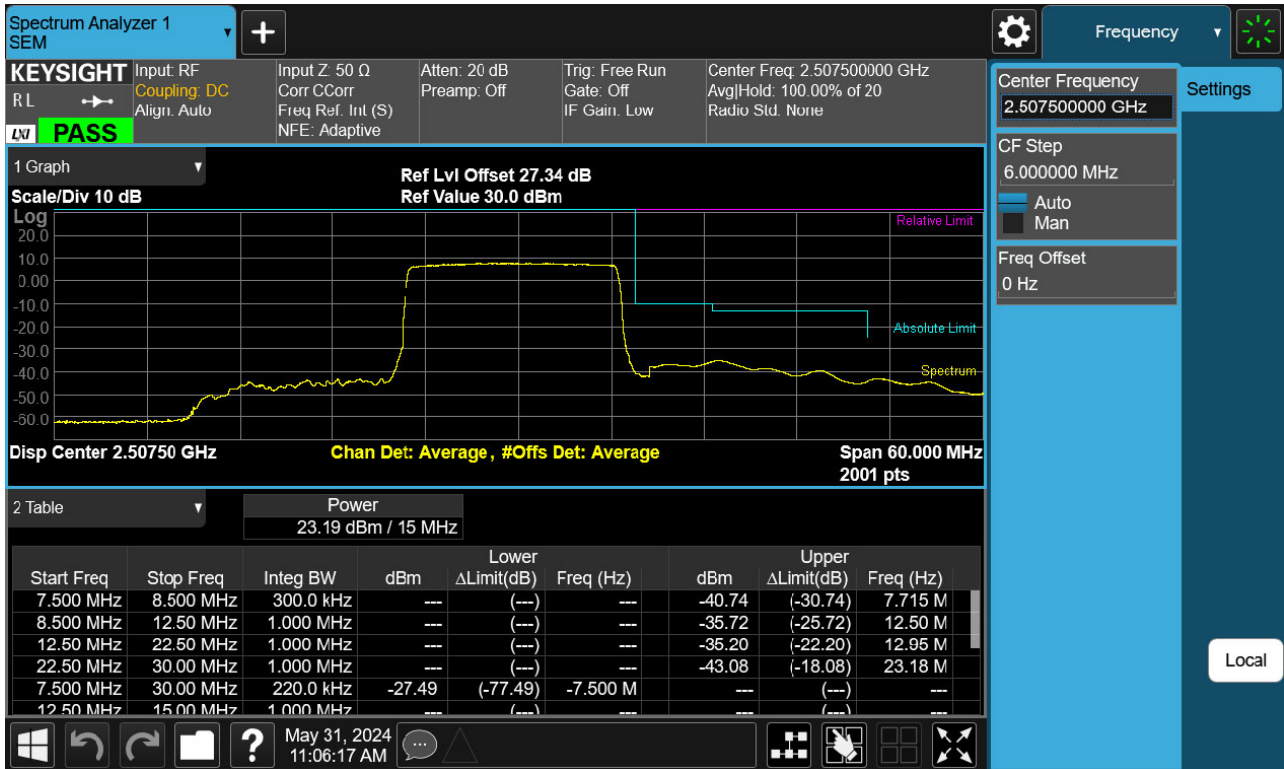 Spectrum Analyzer 1
SEM
+
Frequency
KEYSIGHT
Input: RF
Input Z: 50 Ω
Atten: 20 dB
Trig: Free Run
Center Freq: 2.507500000 GHz
R L
Coupling: DC
Corr CCorr
Preamp: Off
Gate: Off
Avg|Hold: 100.00% of 20
Align: Auto
Freq Ref: Int (S)
IF Gain: Low
Radio Std: None
LXI
PASS
NFE: Adaptive
Center Frequency
2.507500000 GHz
Settings
CF Step
6.000000 MHz
Auto
Man
Freq Offset
0 Hz
1 Graph
Ref Lvl Offset 27.34 dB
Scale/Div 10 dB
Ref Value 30.0 dBm
Log
Relative Limit
20.0
10.0
0.00
-10.0
-20.0
Absolute Limit
-30.0
-40.0
Spectrum
-50.0
-60.0
Disp Center 2.50750 GHz
Chan Det: Average, #Offs Det: Average
Span 60.000 MHz
2001 pts
2 Table
Power
23.19 dBm / 15 MHz
Lower Upper
Start Freq Stop Freq Integ BW dBm ΔLimit(dB) Freq (Hz) dBm ΔLimit(dB) Freq (Hz)
7.500 MHz 8.500 MHz 300.0 kHz --- (---) --- -40.74 (-30.74) 7.715 M
8.500 MHz 12.50 MHz 1.000 MHz --- (---) --- -35.72 (-25.72) 12.50 M
12.50 MHz 22.50 MHz 1.000 MHz --- (---) --- -35.20 (-22.20) 12.95 M
22.50 MHz 30.00 MHz 1.000 MHz --- (---) --- -43.08 (-18.08) 23.18 M
7.500 MHz 30.00 MHz 220.0 kHz -27.49 (-77.49) -7.500 M --- (---) ---
12.50 MHz 15.00 MHz 1.000 MHz --- (---) --- --- (---) ---
Local
?
May 31, 2024
11:06:17 AM